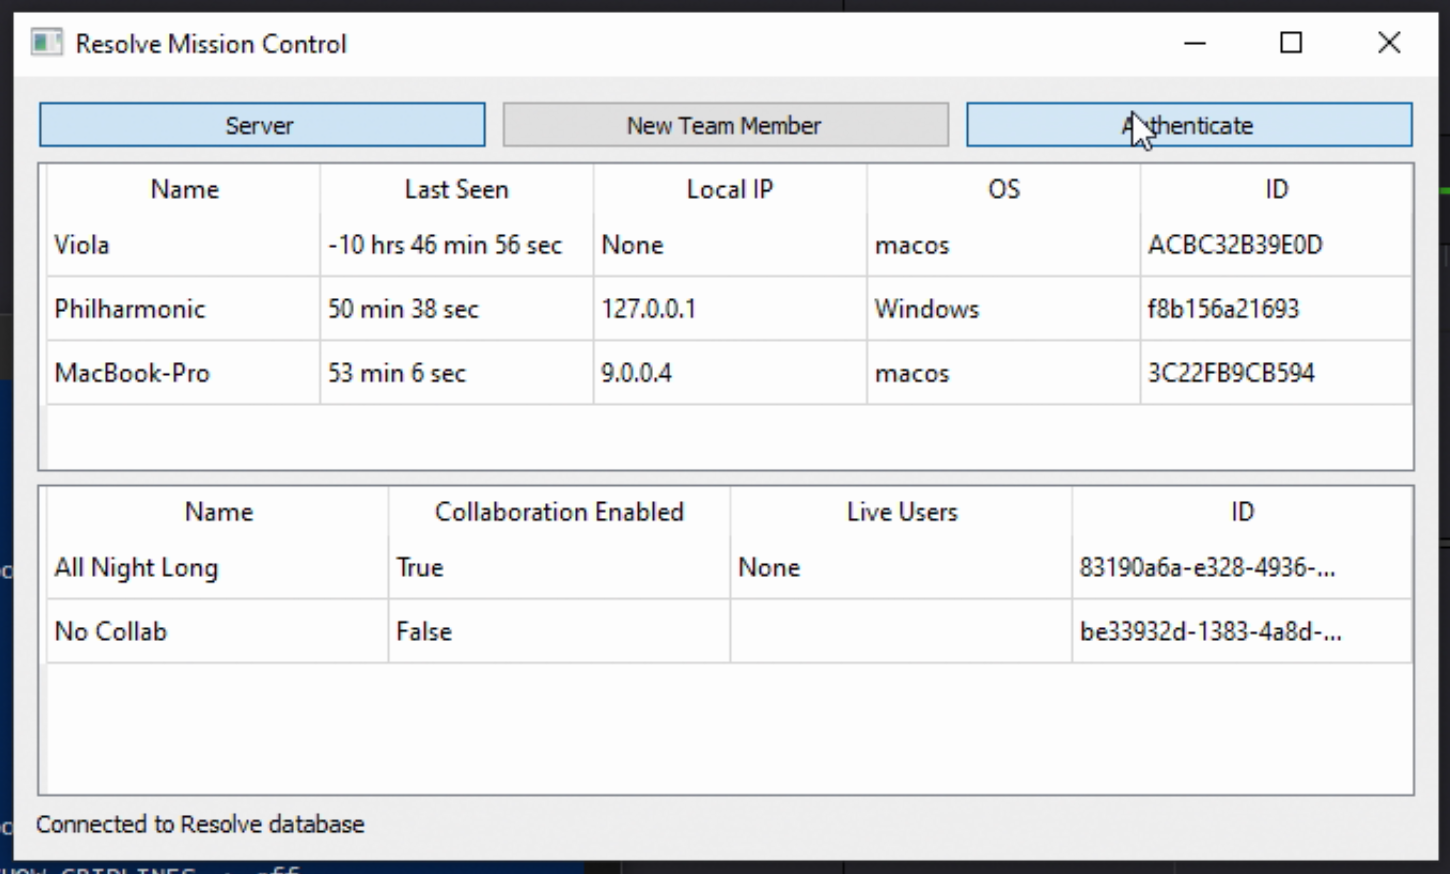 Resolve Mission Control
Server New Team Member Authenticate
Name Last Seen Local IP OS ID
Viola -10 hrs 46 min 56 sec None macos ACBC32B39E0D
Philharmonic 50 min 38 sec 127.0.0.1 Windows f8b156a21693
MacBook-Pro 53 min 6 sec 9.0.0.4 macos 3C22FB9CB594
Name Collaboration Enabled Live Users ID
All Night Long True None 83190a6a-e328-4936-...
No Collab False be33932d-1383-4a8d-...
Connected to Resolve database